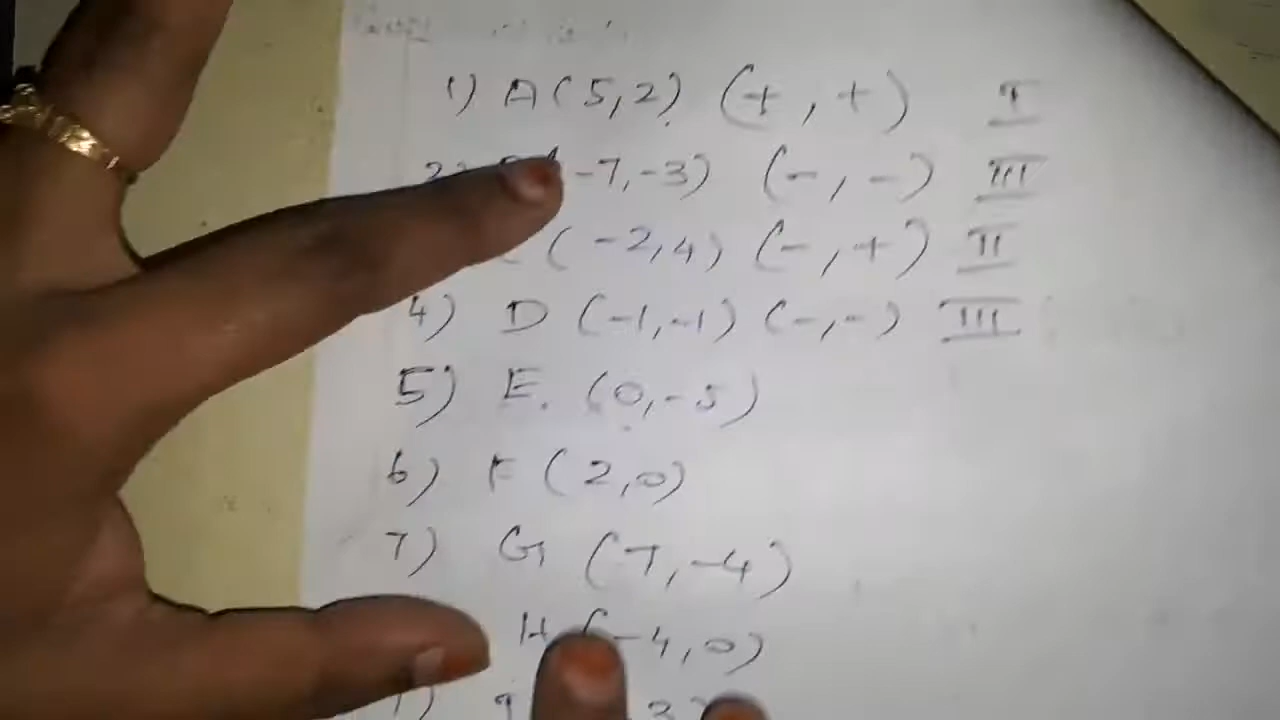 1) A (5,2) (+,+) I
-7,-3) (-,-) III
( -2,4) (-,+) II
4) D (-1,-1) (-,-) III
5) E. (0,-5)
6) F (2,0)
7) G (7,-4)
H (-4,0)